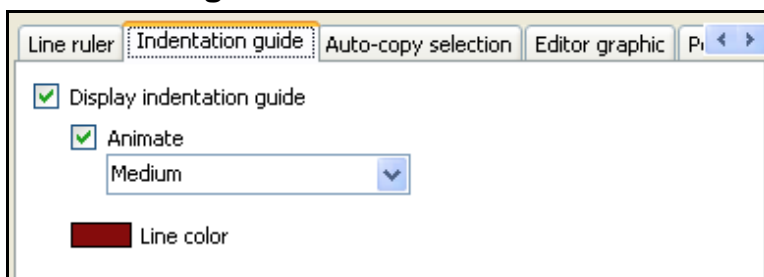 Line ruler Indentation guide Auto-copy selection Editor graphic
Display indentation guide
Animate
Medium
Line color